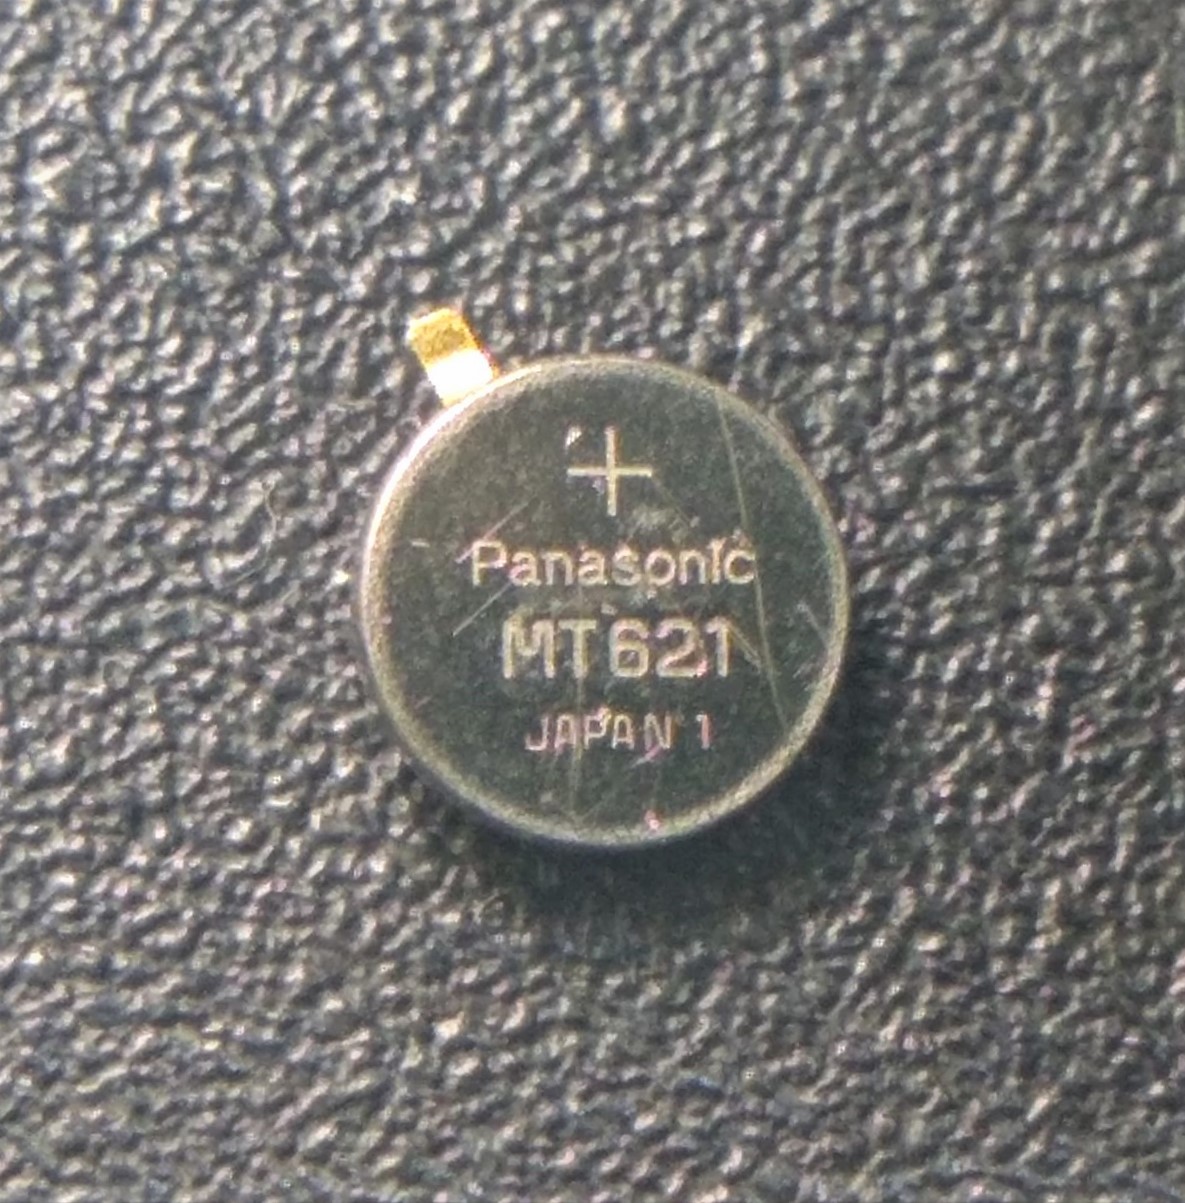 +
Panasonic
MT621
JAPAN 1